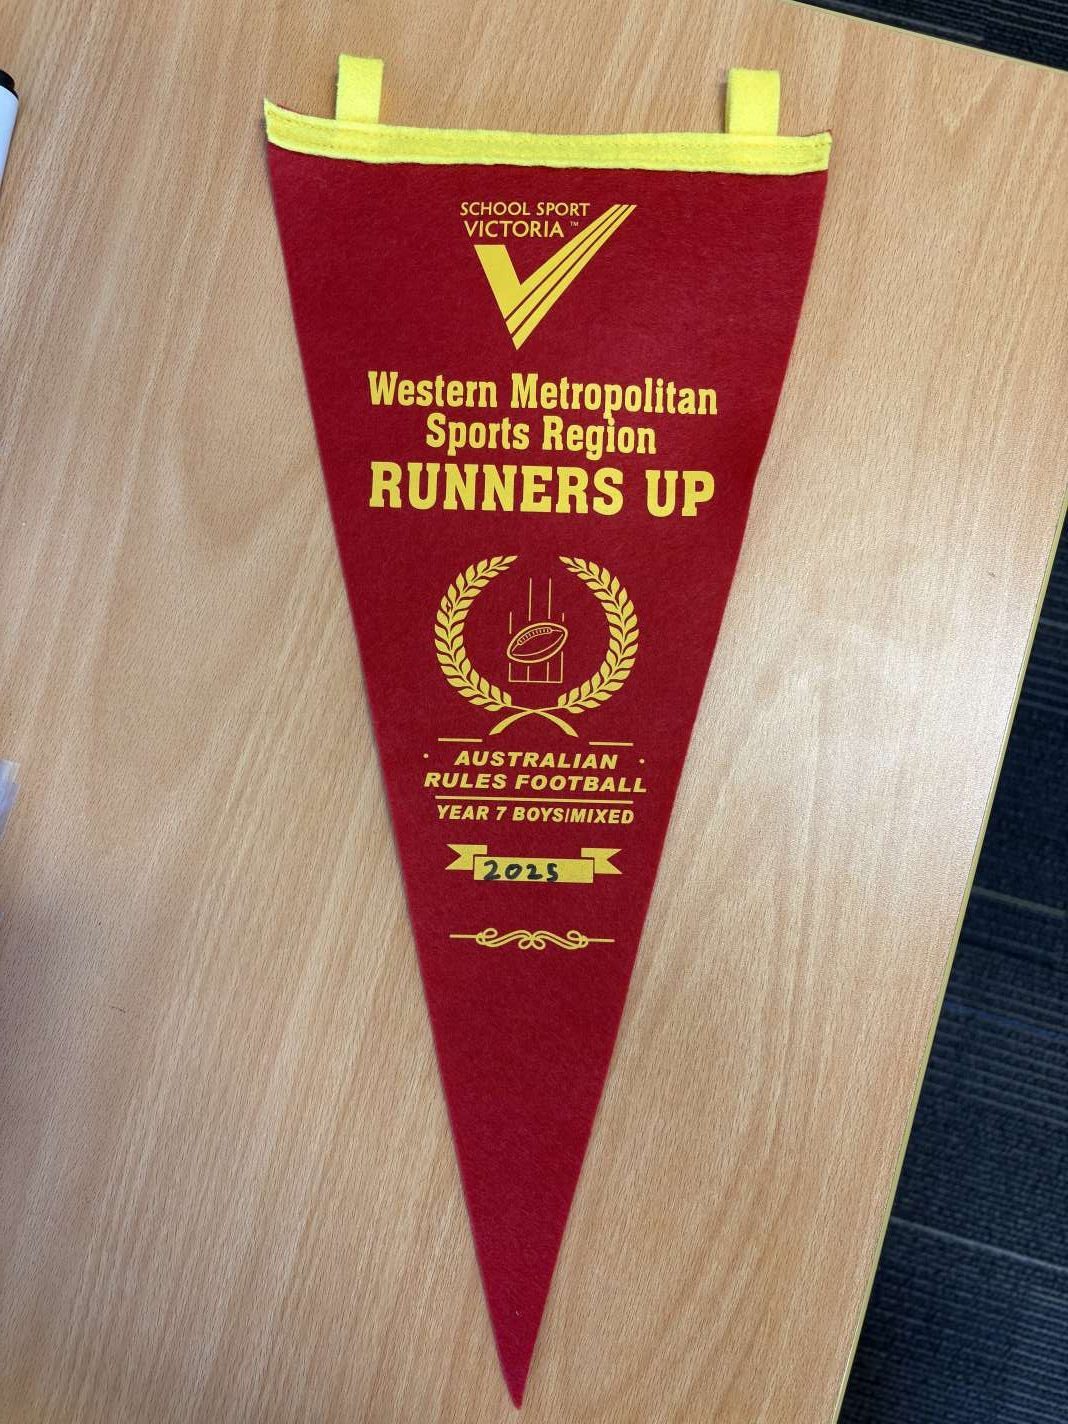 SCHOOL SPORT
VICTORIA™
Western Metropolitan
Sports Region
RUNNERS UP
AUSTRALIAN
RULES FOOTBALL
YEAR 7 BOYS|MIXED
2025